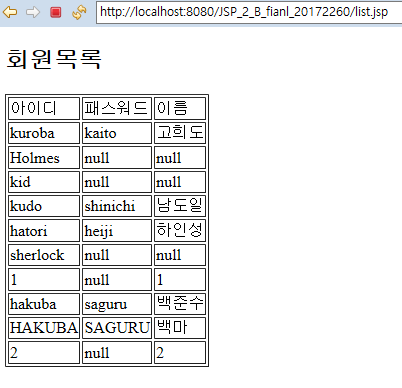 http://localhost:8080/JSP_2_B_fianl_20172260/list.jsp
회원목록
아이디 패스워드 이름
kuroba kaito 고희도
Holmes null null
kid null null
kudo shinichi 남도일
hatori heiji 하인성
sherlock null null
1 null 1
hakuba saguru 백준수
HAKUBA SAGURU 백마
2 null 2